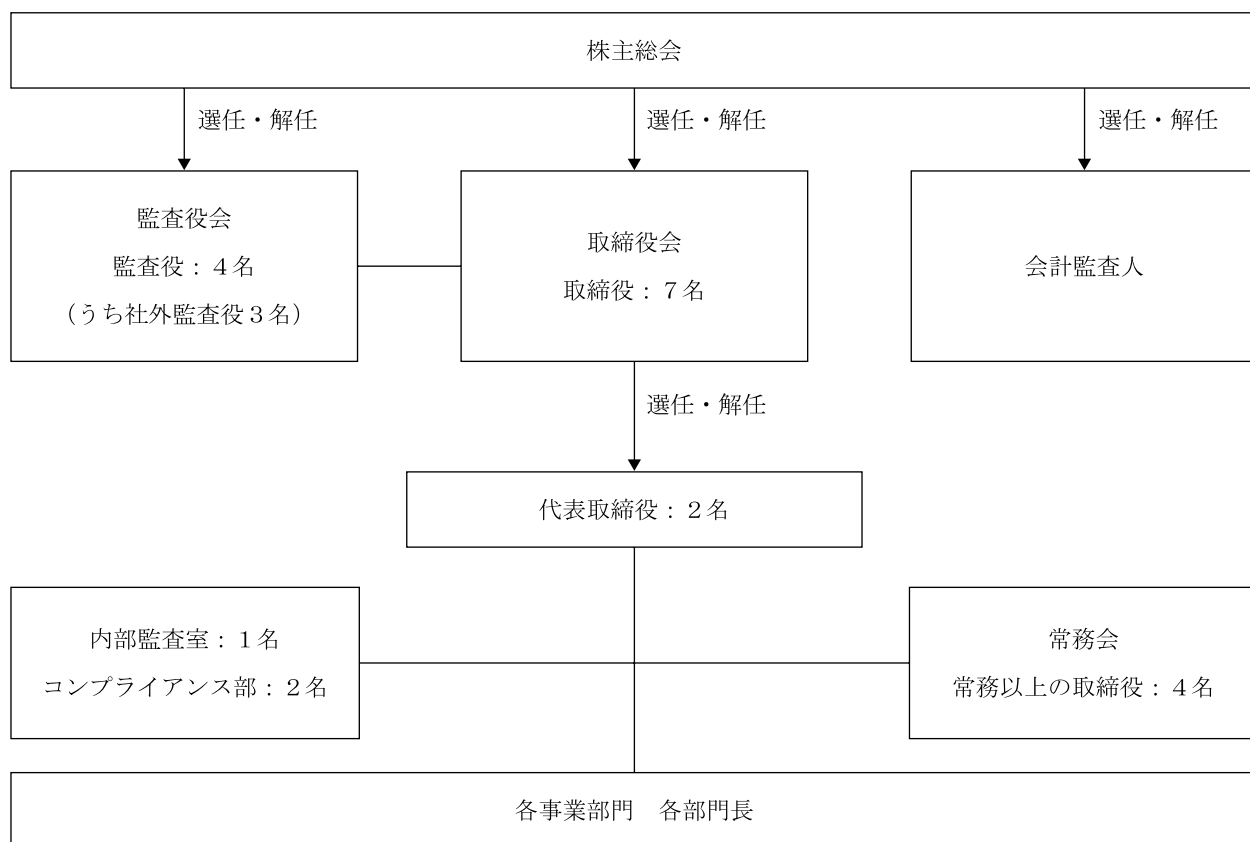 株主総会
選任・解任
選任・解任
選任・解任
監査役会
監査役：４名
（うち社外監査役３名）
取締役会
取締役：７名
会計監査人
選任・解任
代表取締役：２名
内部監査室：１名
コンプライアンス部：２名
常務会
常務以上の取締役：４名
各事業部門　各部門長